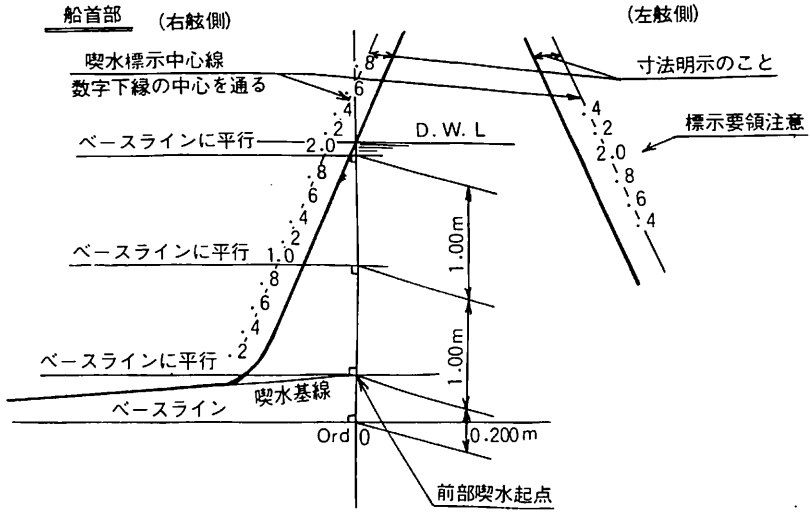 船首部 (右舷側)
(左舷側)
喫水標示中心線
数字下縁の中心を通る
寸法明示のこと
標示要領注意
ベースラインに平行
D.W.L
ベースラインに平行
ベースラインに平行
喫水基線
ベースライン
Ord 0
前部喫水起点
1.00m
1.00m
0.200m
.8
.6
.4
.2
2.0
.8
.6
.4
.2
1.0
.8
.6
.4
.2
.4
.2
2.0
.8
.6
.4